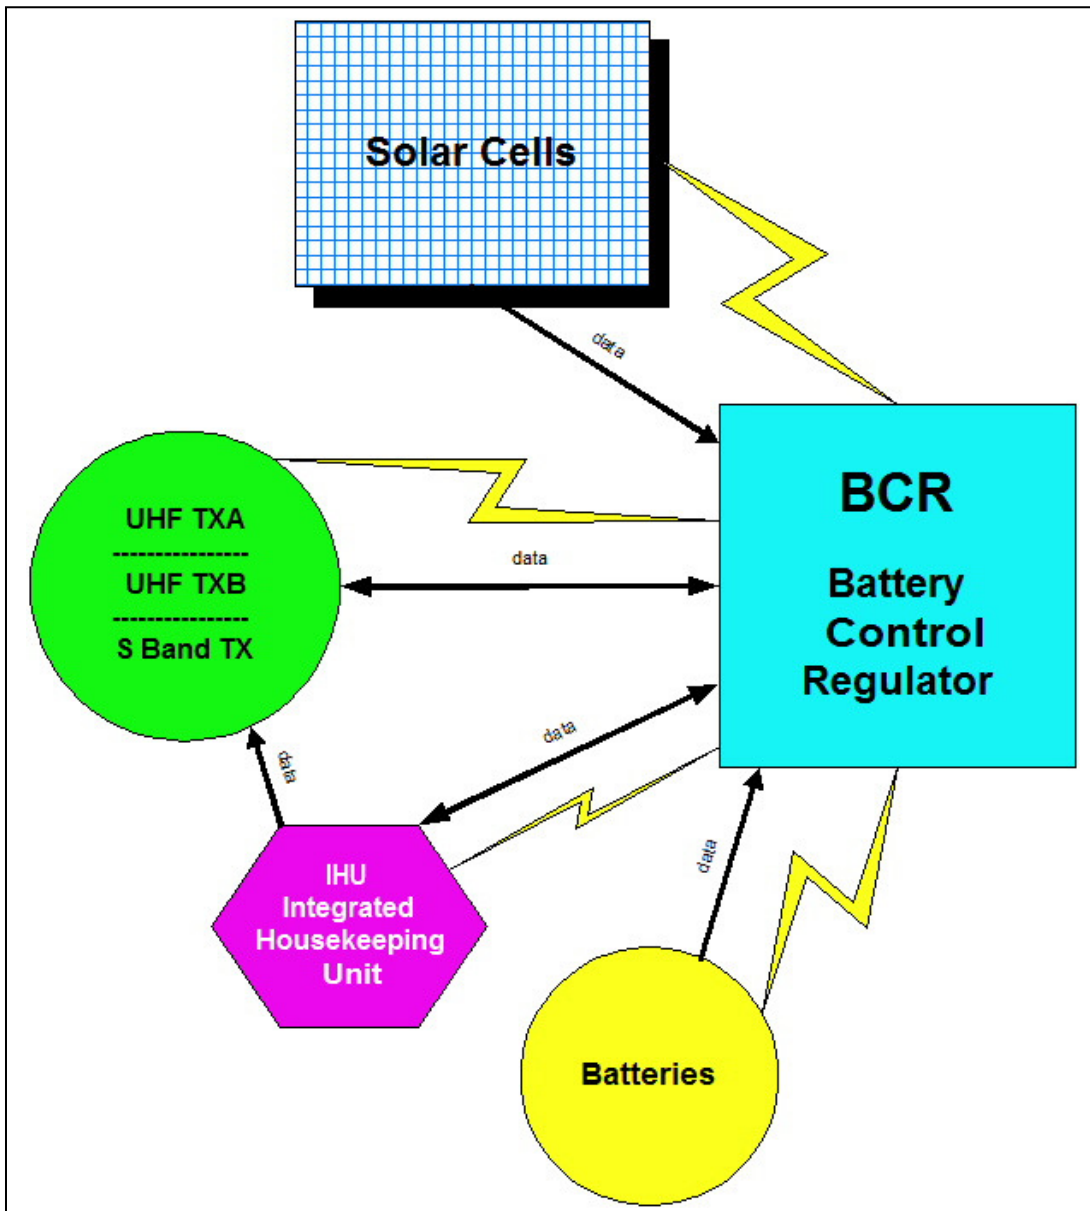 Solar Cells
data
BCR
Battery
Control
Regulator
UHF TXA
----------------
UHF TXB
----------------
S Band TX
data
data
data
IHU
Integrated
Housekeeping
Unit
data
Batteries